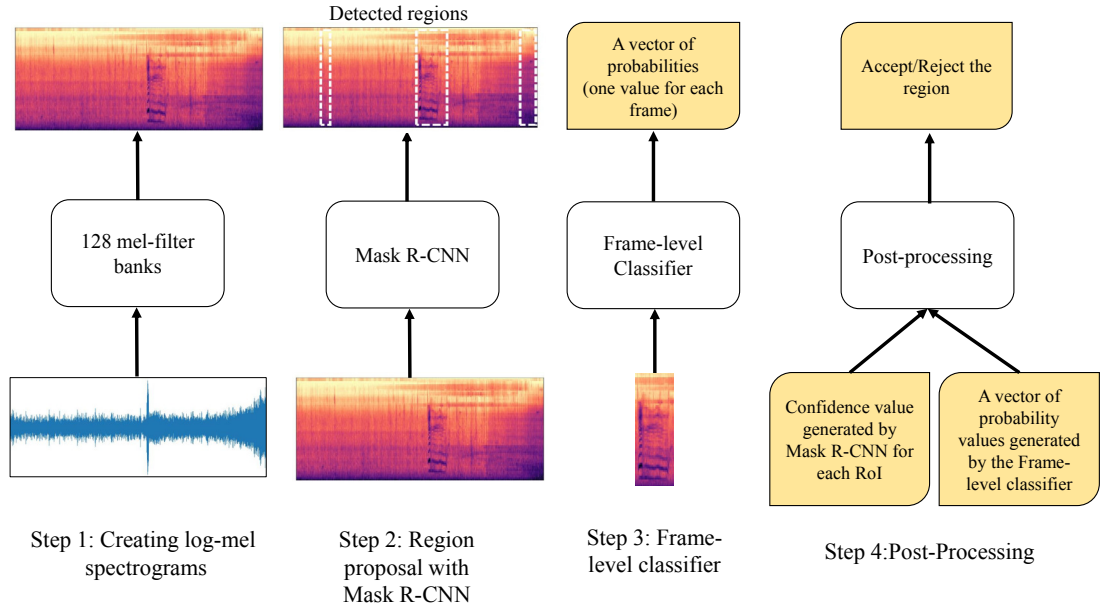 Detected regions
A vector of
probabilities
(one value for each
frame)
Accept/Reject the
region
128 mel-filter
banks
Mask R-CNN
Frame-level
Classifier
Post-processing
Confidence value
generated by
Mask R-CNN for
each RoI
A vector of
probability
values generated
by the Frame-
level classifier
Step 1: Creating log-mel
spectrograms
Step 2: Region
proposal with
Mask R-CNN
Step 3: Frame-
level classifier
Step 4:Post-Processing